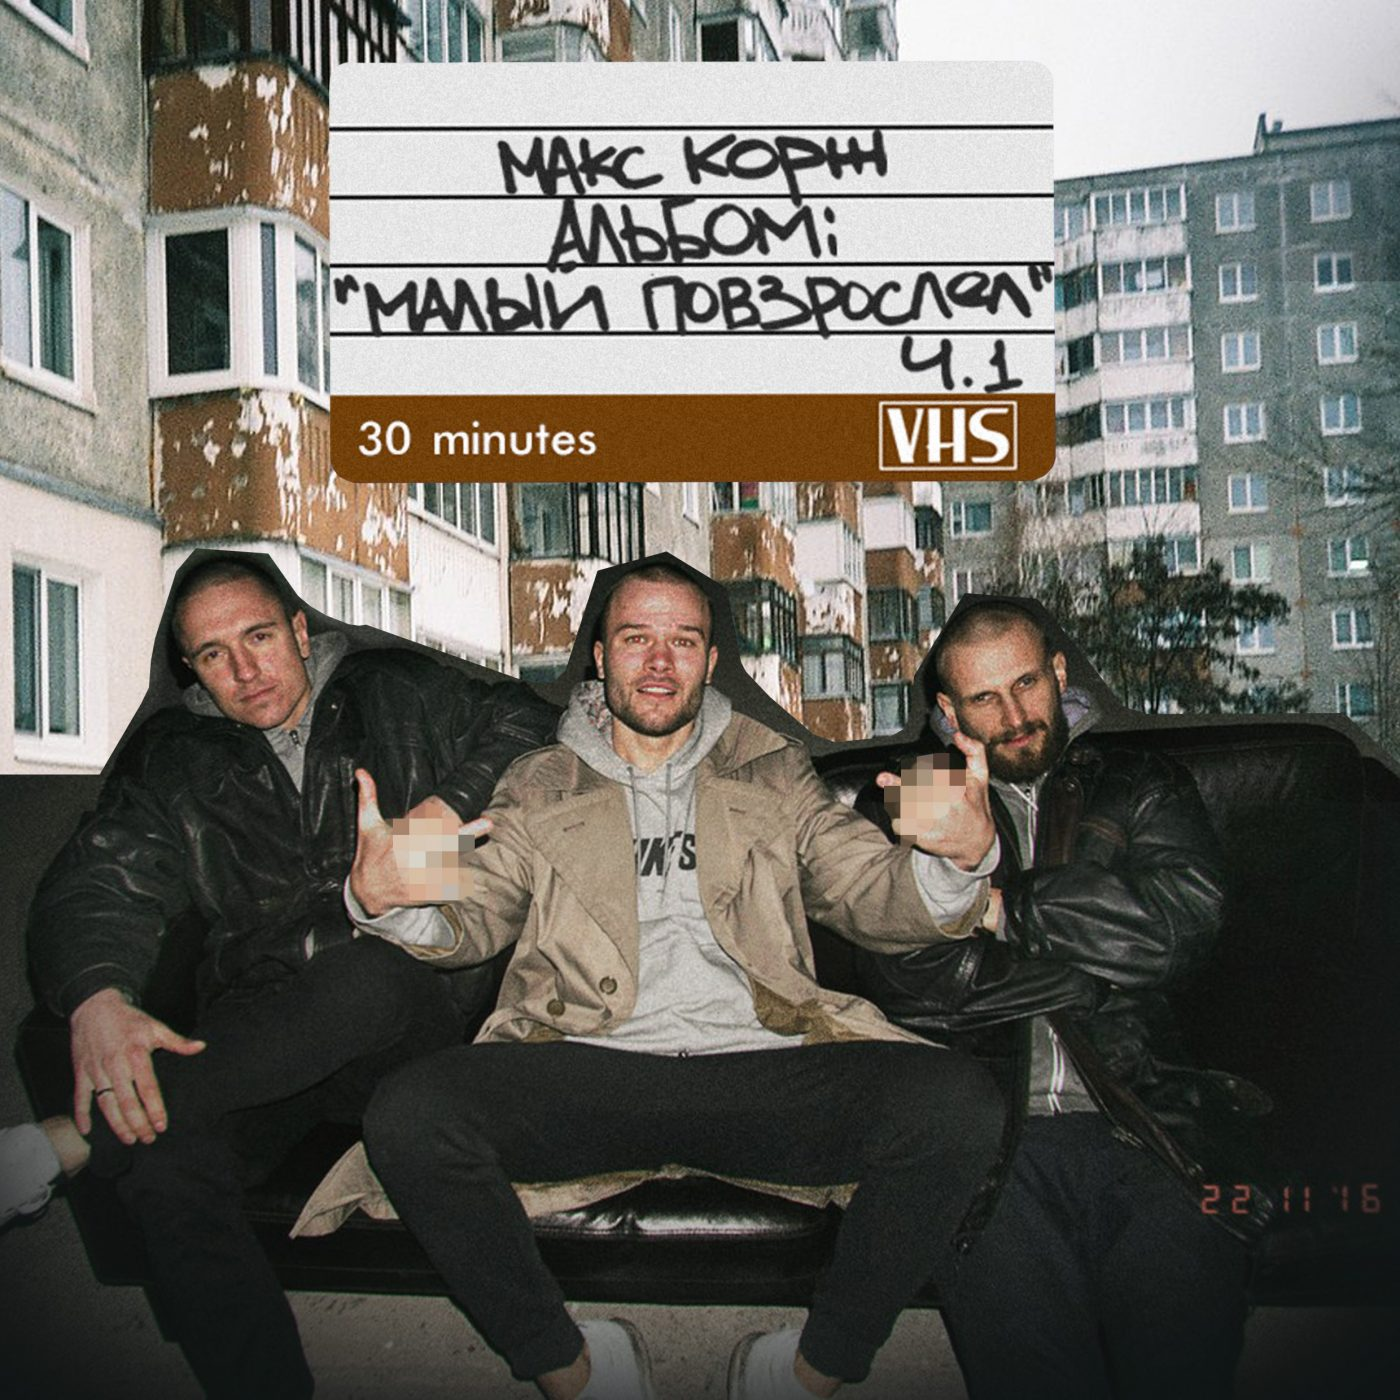 МАКС КОРЖ
АЛЬБОМ:
"МАЛЫЙ ПОВЗРОСЛЕЛ"
Ч.1
30 minutes
VHS
22 11 '16